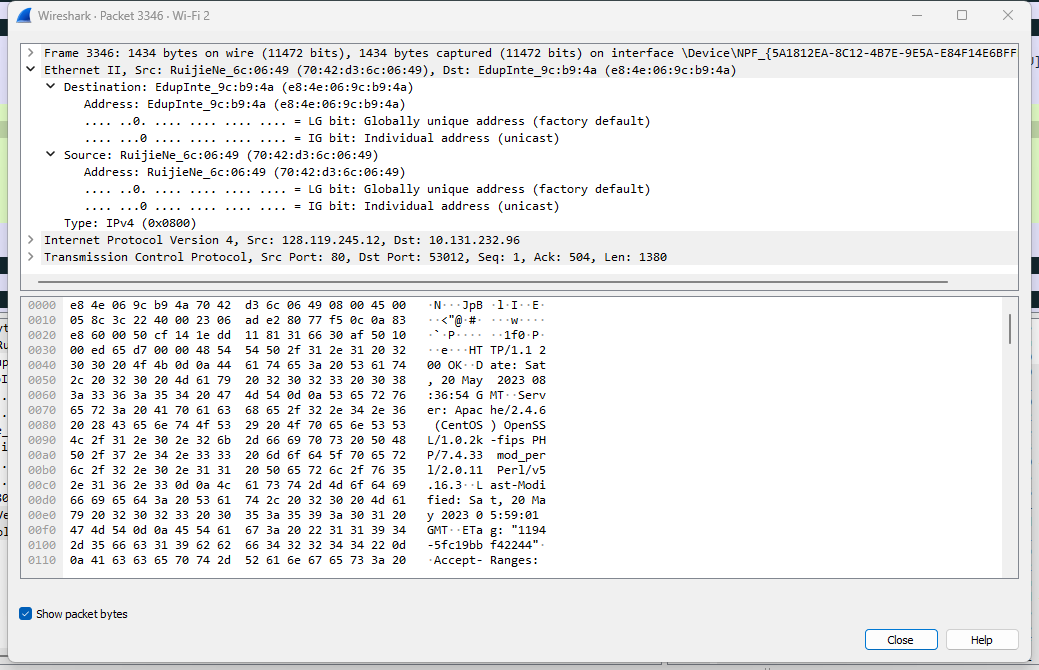 Wireshark · Packet 3346 · Wi-Fi 2
Frame 3346: 1434 bytes on wire (11472 bits), 1434 bytes captured (11472 bits) on interface \Device\NPF_{5A1812EA-8C12-4B7E-9E5A-E84F14E6BFF
Ethernet II, Src: RuijieNe_6c:06:49 (70:42:d3:6c:06:49), Dst: EdupInte_9c:b9:4a (e8:4e:06:9c:b9:4a)
Destination: EdupInte_9c:b9:4a (e8:4e:06:9c:b9:4a)
Address: EdupInte_9c:b9:4a (e8:4e:06:9c:b9:4a)
.... ..0. .... .... .... .... = LG bit: Globally unique address (factory default)
.... ...0 .... .... .... .... = IG bit: Individual address (unicast)
Source: RuijieNe_6c:06:49 (70:42:d3:6c:06:49)
Address: RuijieNe_6c:06:49 (70:42:d3:6c:06:49)
.... ..0. .... .... .... .... = LG bit: Globally unique address (factory default)
.... ...0 .... .... .... .... = IG bit: Individual address (unicast)
Type: IPv4 (0x0800)
Internet Protocol Version 4, Src: 128.119.245.12, Dst: 10.131.232.96
Transmission Control Protocol, Src Port: 80, Dst Port: 53012, Seq: 1, Ack: 504, Len: 1380
0000 e8 4e 06 9c b9 4a 70 42 d3 6c 06 49 08 00 45 00 ·N···JpB ·l·I··E·
0010 05 8c 3c 22 40 00 23 06 ad e2 80 77 f5 0c 0a 83 ··<"@·#· ···w····
0020 e8 60 00 50 cf 14 1e dd 11 81 31 66 30 af 50 10 ·`·P···· ··1f0·P·
0030 00 ed 65 d7 00 00 48 54 54 50 2f 31 2e 31 20 32 ··e···HT TP/1.1 2
0040 30 30 20 4f 4b 0d 0a 44 61 74 65 3a 20 53 61 74 00 OK··D ate: Sat
0050 2c 20 32 30 20 4d 61 79 20 32 30 32 33 20 30 38 , 20 May 2023 08
0060 3a 33 36 3a 35 34 20 47 4d 54 0d 0a 53 65 72 76 :36:54 G MT··Serv
0070 65 72 3a 20 41 70 61 63 68 65 2f 32 2e 34 2e 36 er: Apac he/2.4.6
0080 20 28 43 65 6e 74 4f 53 29 20 4f 70 65 6e 53 53 (CentOS ) OpenSS
0090 4c 2f 31 2e 30 2e 32 6b 2d 66 69 70 73 20 50 48 L/1.0.2k -fips PH
00a0 50 2f 37 2e 34 2e 33 33 20 6d 6f 64 5f 70 65 72 P/7.4.33 mod_per
00b0 6c 2f 32 2e 30 2e 31 31 20 50 65 72 6c 2f 76 35 l/2.0.11 Perl/v5
00c0 2e 31 36 2e 33 0d 0a 4c 61 73 74 2d 4d 6f 64 69 .16.3··L ast-Modi
00d0 66 69 65 64 3a 20 53 61 74 2c 20 32 30 20 4d 61 fied: Sa t, 20 Ma
00e0 79 20 32 30 32 33 20 30 35 3a 35 39 3a 30 31 20 y 2023 0 5:59:01
00f0 47 4d 54 0d 0a 45 54 61 67 3a 20 22 31 31 39 34 GMT··ETa g: "1194
0100 2d 35 66 63 31 39 62 62 66 34 32 32 34 34 22 0d -5fc19bb f42244"·
0110 0a 41 63 63 65 70 74 2d 52 61 6e 67 65 73 3a 20 ·Accept- Ranges:
Show packet bytes
Close
Help